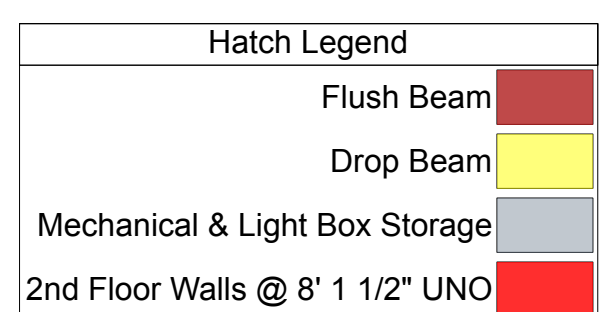 Hatch Legend
Flush Beam
Drop Beam
Mechanical & Light Box Storage
2nd Floor Walls @ 8' 1 1/2" UNO